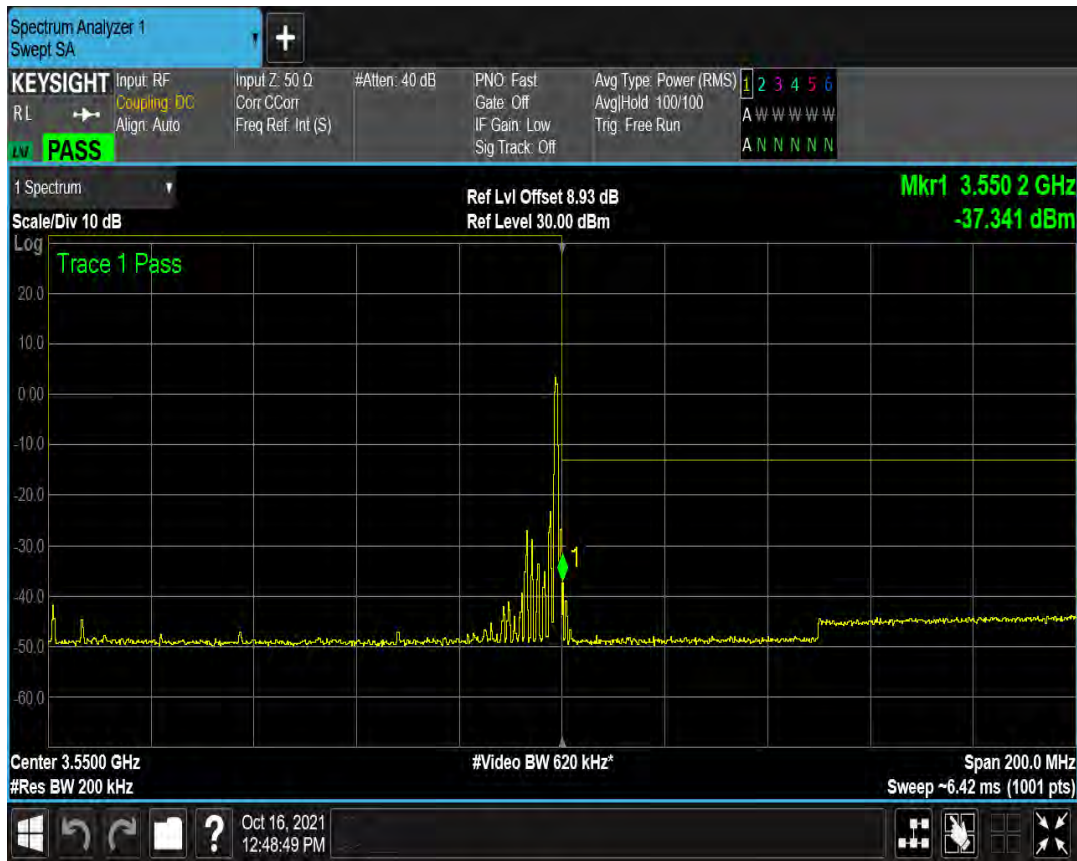 Spectrum Analyzer 1
Swept SA
+
KEYSIGHT
RL
PASS
Input: RF
Coupling: DC
Align: Auto
Input Z: 50 Ω
Corr CCorr
Freq Ref: Int (S)
#Atten: 40 dB
PNO: Fast
Gate: Off
IF Gain: Low
Sig Track: Off
Avg Type: Power (RMS)
Avg|Hold: 100/100
Trig: Free Run
1 2 3 4 5 6
A W W W W W
A N N N N N
1 Spectrum
Scale/Div 10 dB
Ref Lvl Offset 8.93 dB
Ref Level 30.00 dBm
Mkr1 3.550 2 GHz
-37.341 dBm
Log
Trace 1 Pass
20.0
10.0
0.00
-10.0
-20.0
-30.0
-40.0
-50.0
-60.0
1
Center 3.5500 GHz
#Res BW 200 kHz
#Video BW 620 kHz*
Span 200.0 MHz
Sweep ~6.42 ms (1001 pts)
?
Oct 16, 2021
12:48:49 PM